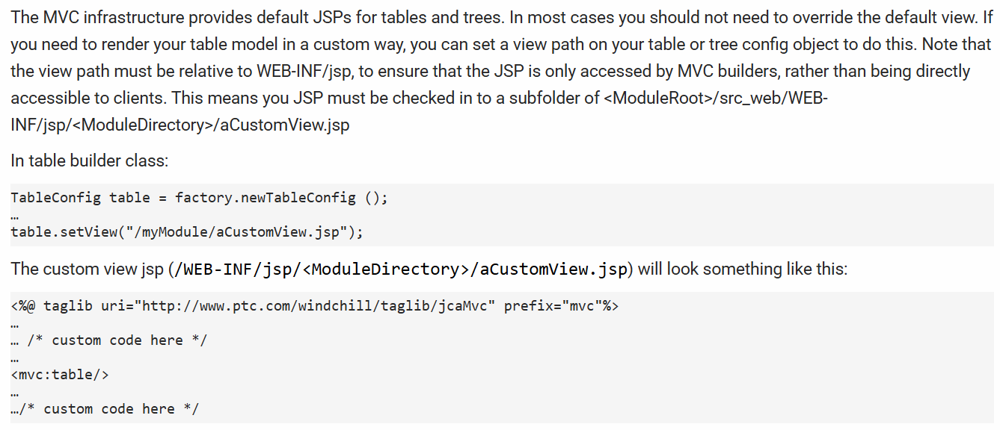 The MVC infrastructure provides default JSPs for tables and trees. In most cases you should not need to override the default view. If
you need to render your table model in a custom way, you can set a view path on your table or tree config object to do this. Note that
the view path must be relative to WEB-INF/jsp, to ensure that the JSP is only accessed by MVC builders, rather than being directly
accessible to clients. This means you JSP must be checked in to a subfolder of <ModuleRoot>/src_web/WEB-
INF/jsp/<ModuleDirectory>/aCustomView.jsp
In table builder class:
TableConfig table = factory.newTableConfig ();
…
table.setView("/myModule/aCustomView.jsp");
The custom view jsp (/WEB-INF/jsp/<ModuleDirectory>/aCustomView.jsp) will look something like this:
<%@ taglib uri="http://www.ptc.com/windchill/taglib/jcaMvc" prefix="mvc"%>
…
… /* custom code here */
…
<mvc:table/>
…
…/* custom code here */